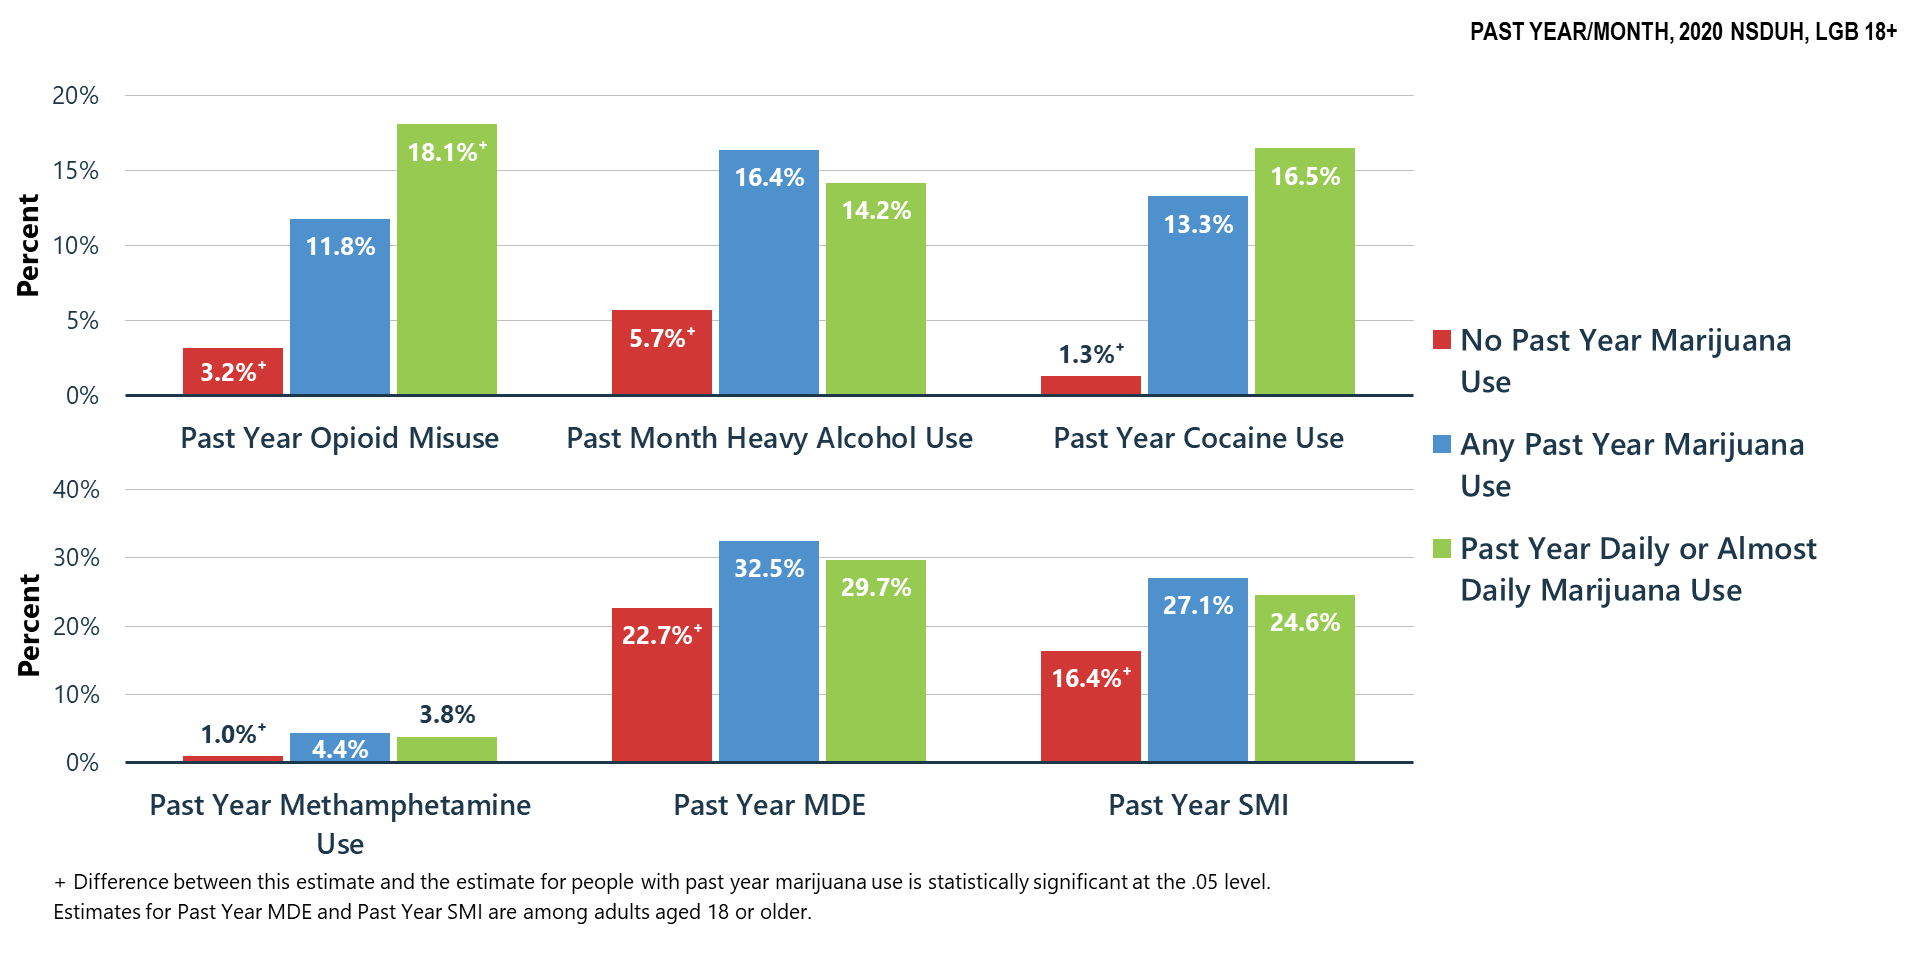 PAST YEAR/MONTH, 2020 NSDUH, LGB 18+
Percent
20%
15%
10%
5%
0%
3.2%+
11.8%
18.1%+
5.7%+
16.4%
14.2%
1.3%+
13.3%
16.5%
Past Year Opioid Misuse
Past Month Heavy Alcohol Use
Past Year Cocaine Use
Percent
40%
30%
20%
10%
0%
1.0%+
4.4%
3.8%
22.7%+
32.5%
29.7%
16.4%+
27.1%
24.6%
Past Year Methamphetamine
Use
Past Year MDE
Past Year SMI
No Past Year Marijuana
Use
Any Past Year Marijuana
Use
Past Year Daily or Almost
Daily Marijuana Use
+ Difference between this estimate and the estimate for people with past year marijuana use is statistically significant at the .05 level.
Estimates for Past Year MDE and Past Year SMI are among adults aged 18 or older.